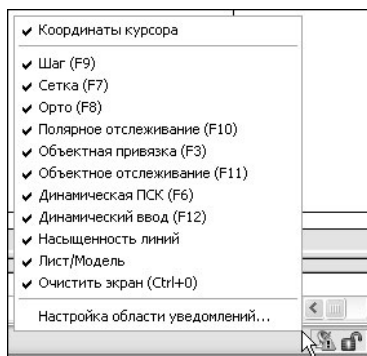 Координаты курсора
Шаг (F9)
Сетка (F7)
Орто (F8)
Полярное отслеживание (F10)
Объектная привязка (F3)
Объектное отслеживание (F11)
Динамическая ПСК (F6)
Динамический ввод (F12)
Насыщенность линий
Лист/Модель
Очистить экран (Ctrl+0)
Настройка области уведомлений...